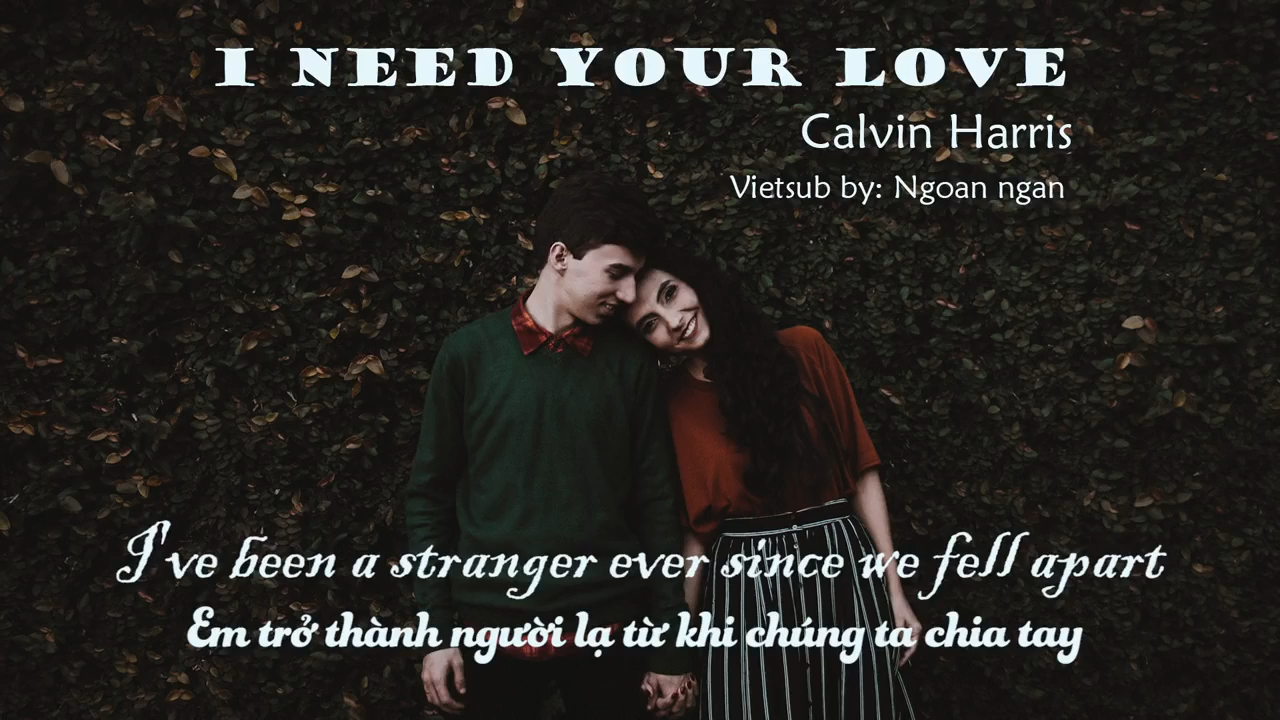 I NEED YOUR LOVE
Calvin Harris
Vietsub by: Ngoan ngan
I've been a stranger ever since we fell apart
Em trở thành người lạ từ khi chúng ta chia tay